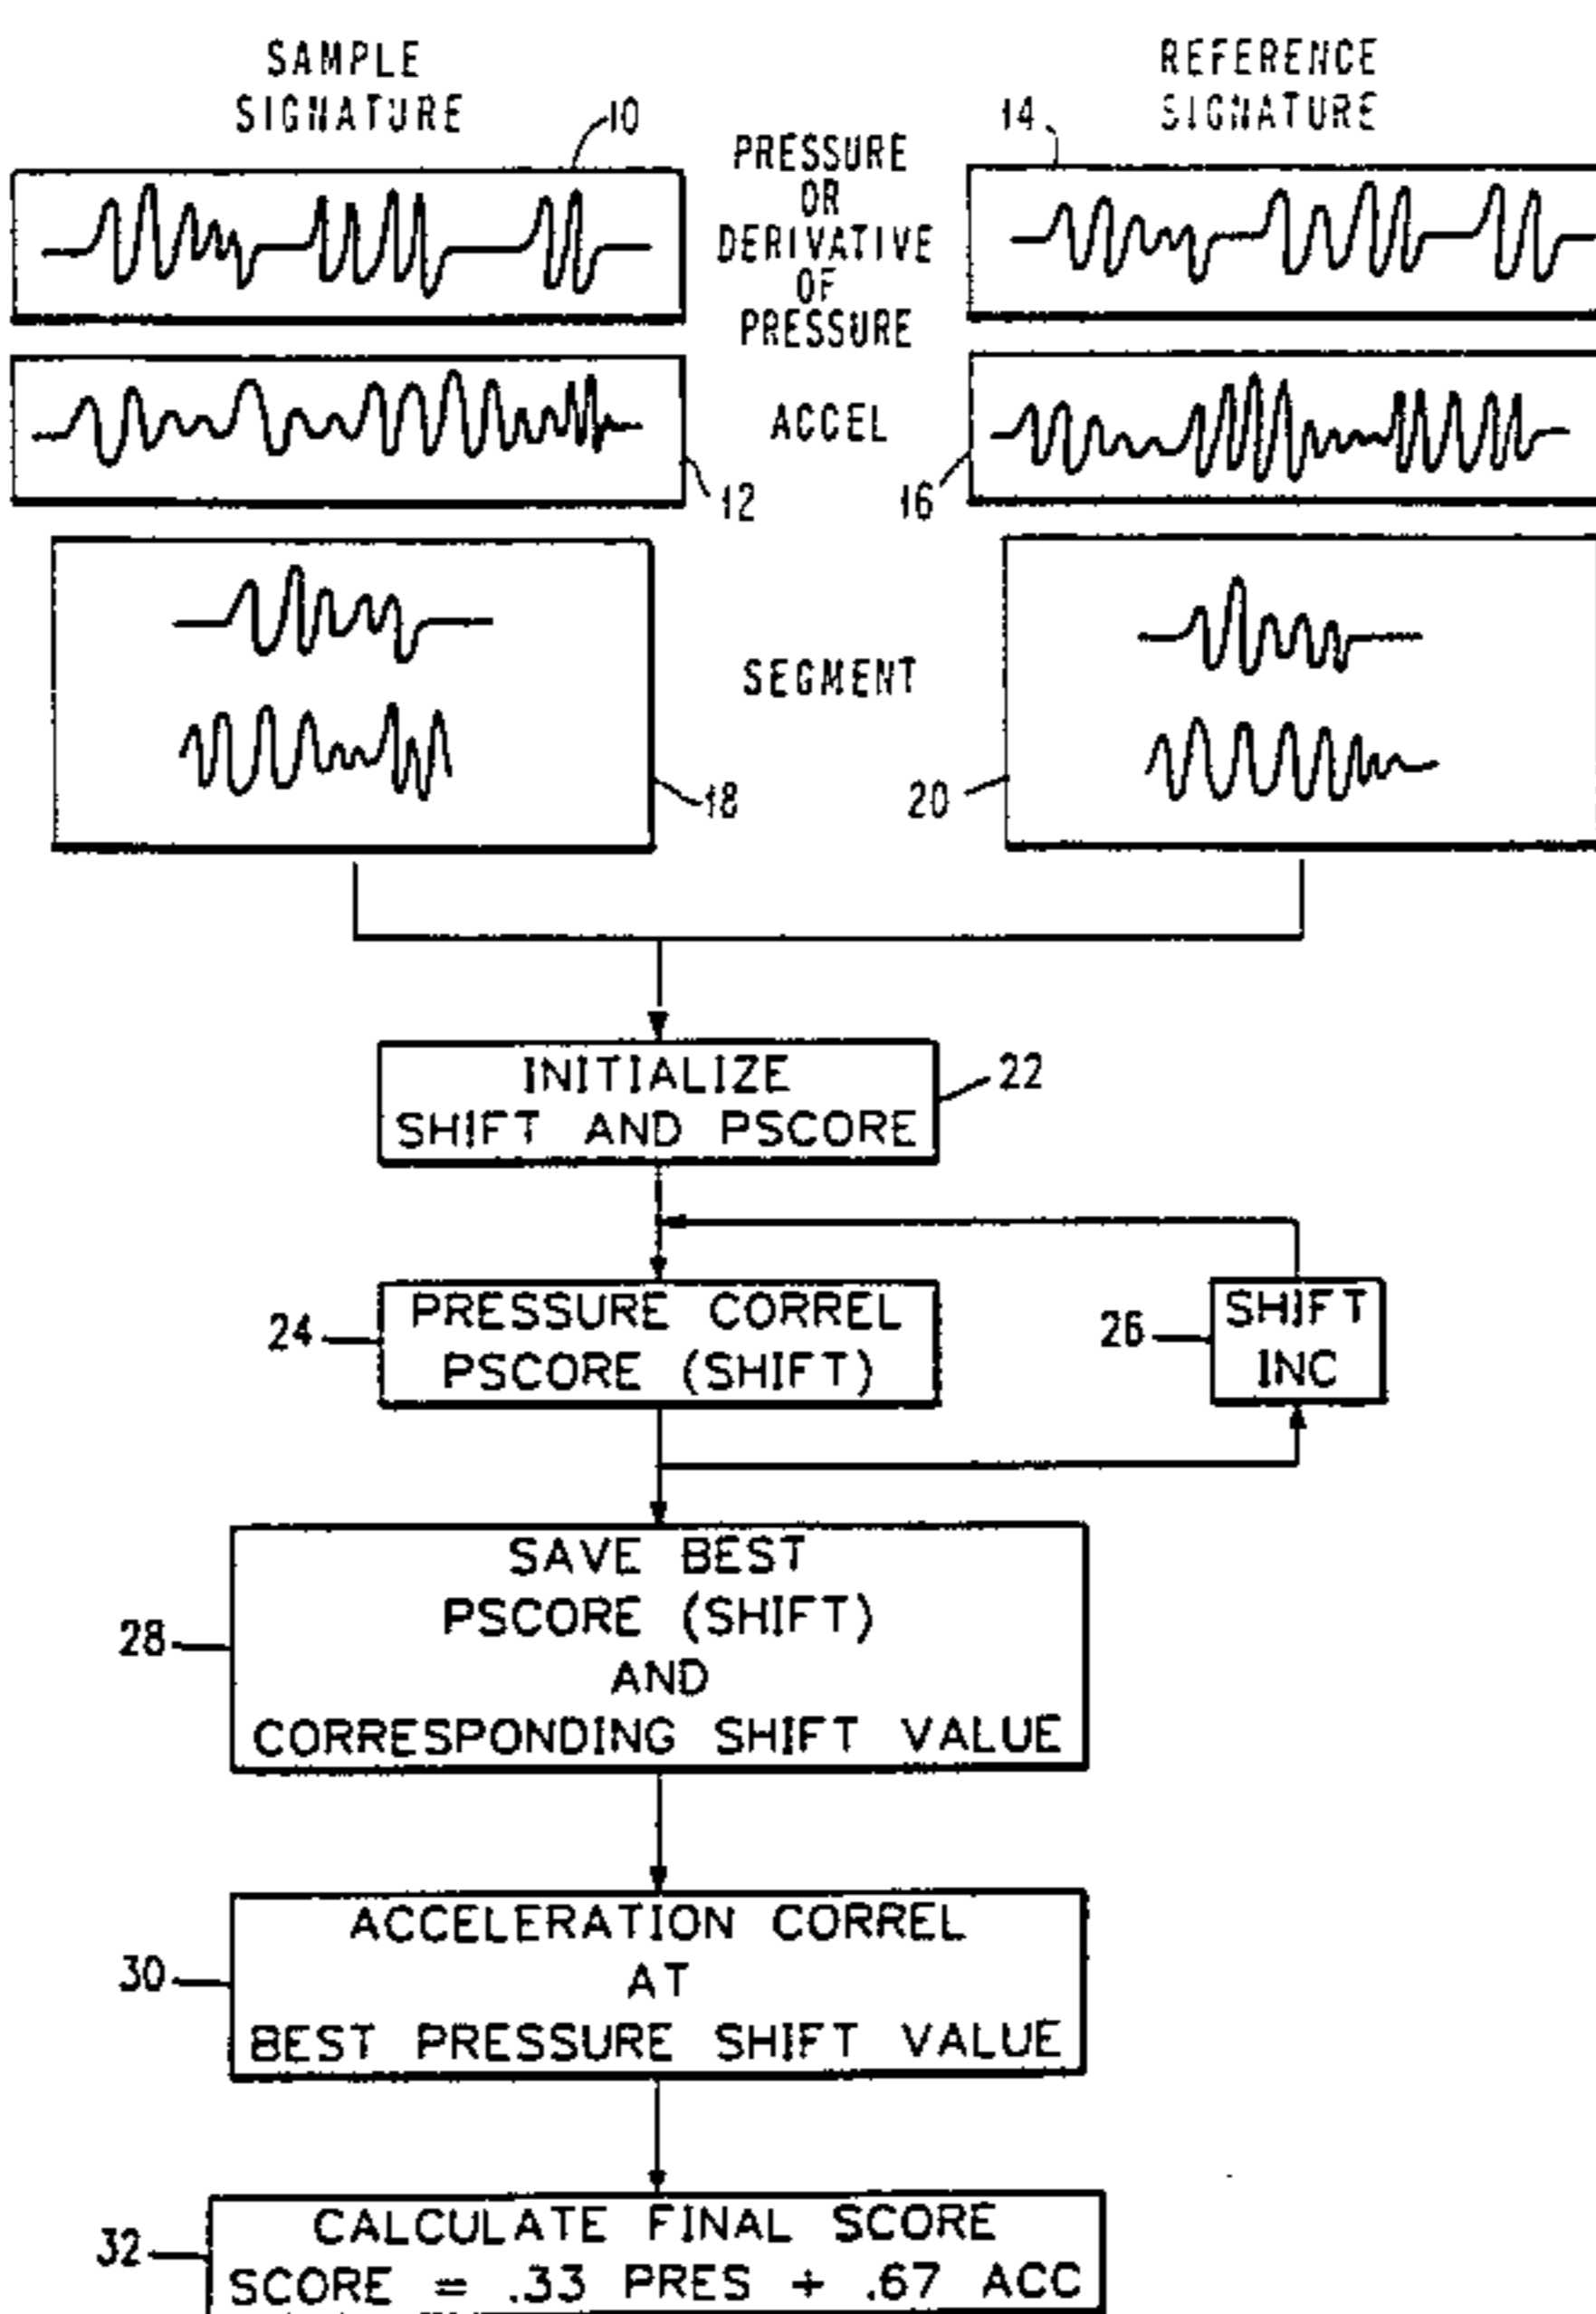 SAMPLE
SIGNATURE
10
PRESSURE
OR
DERIVATIVE
OF
PRESSURE
14
REFERENCE
SIGNATURE
ACCEL
12
16
SEGMENT
18
20
INITIALIZE
SHIFT AND PSCORE
22
24
PRESSURE CORREL
PSCORE (SHIFT)
26
SHIFT
INC
28
SAVE BEST
PSCORE (SHIFT)
AND
CORRESPONDING SHIFT VALUE
30
ACCELERATION CORREL
AT
BEST PRESSURE SHIFT VALUE
32
CALCULATE FINAL SCORE
SCORE = .33 PRES + .67 ACC